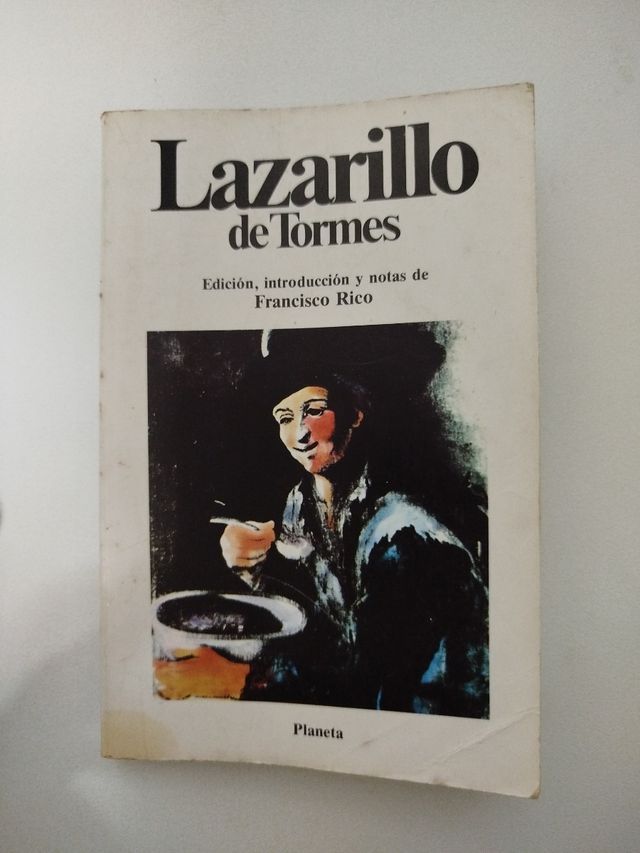 Lazarillo
de Tormes
Edición, introducción y notas de
Francisco Rico
Planeta